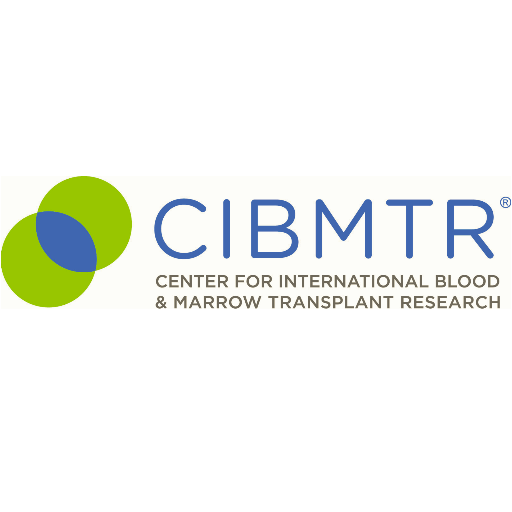 CIBMTR®
CENTER FOR INTERNATIONAL BLOOD
& MARROW TRANSPLANT RESEARCH